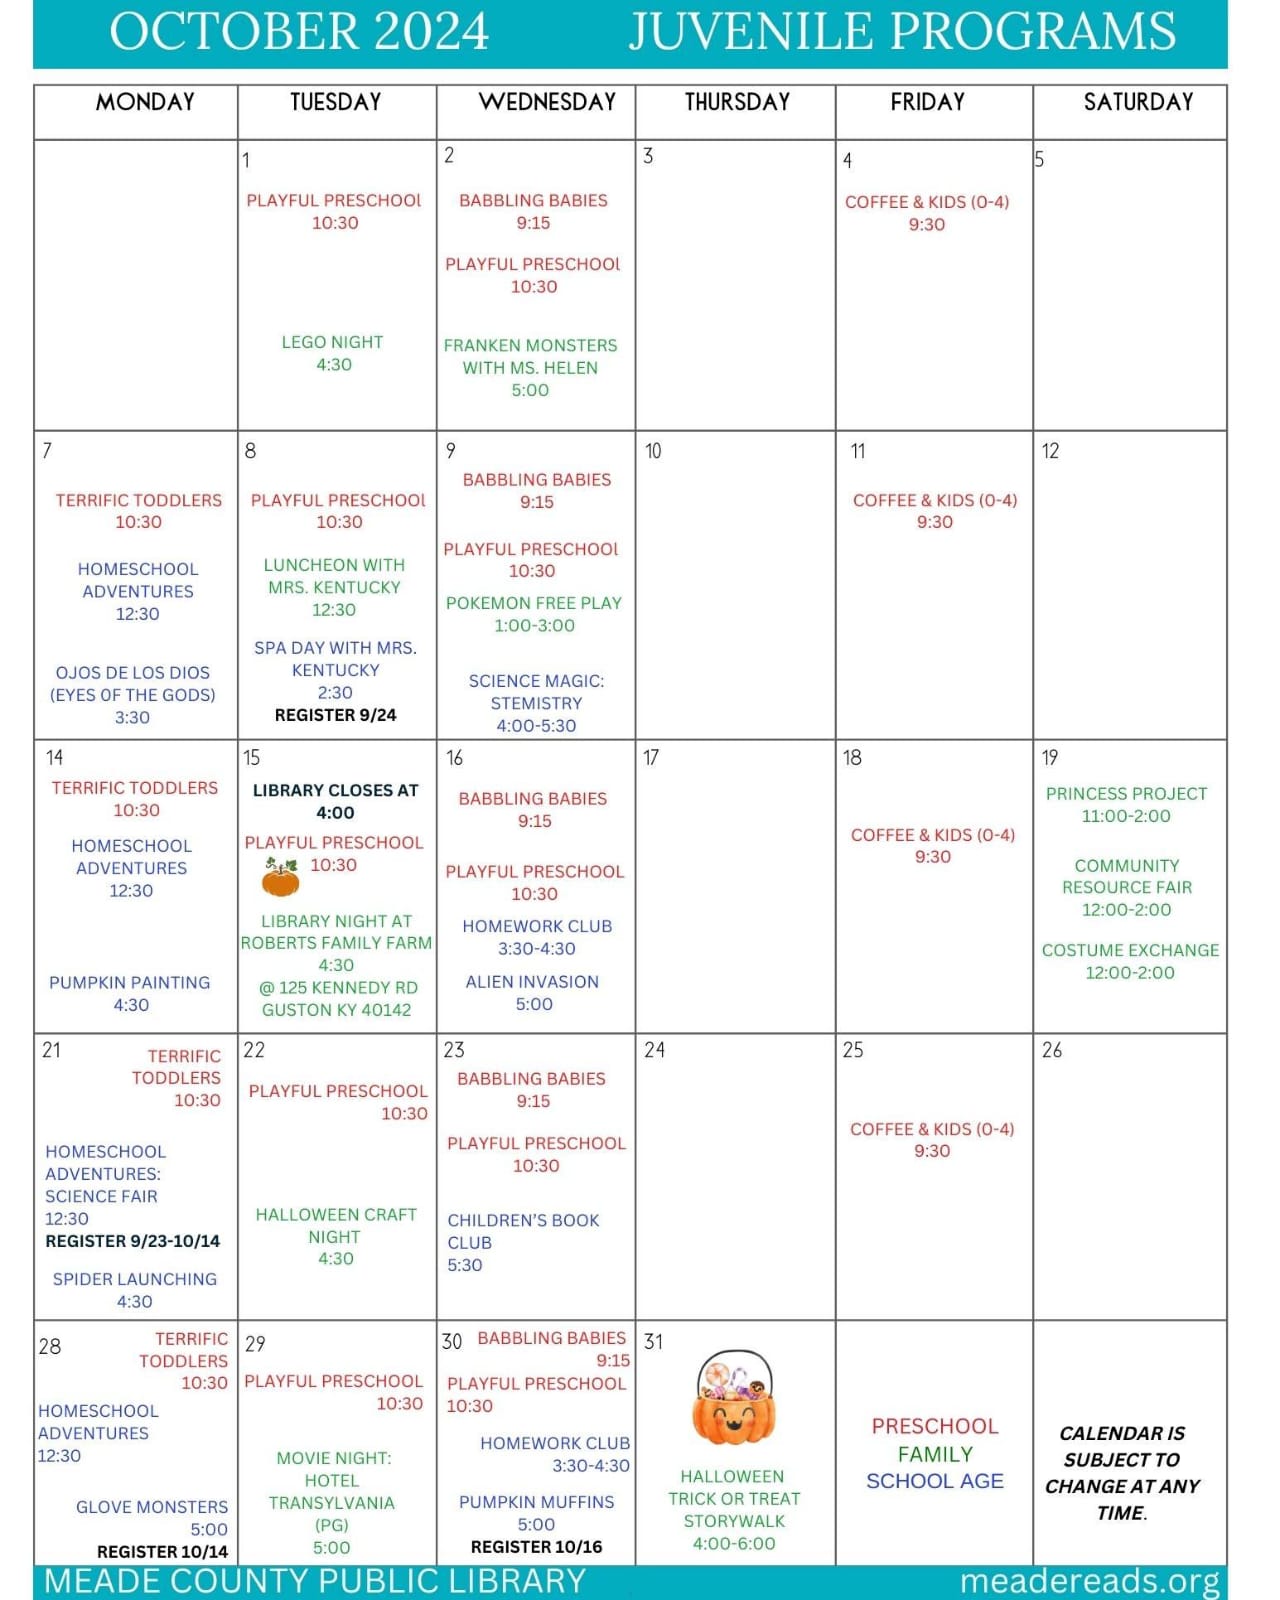 OCTOBER 2024 JUVENILE PROGRAMS
MONDAY TUESDAY WEDNESDAY THURSDAY FRIDAY SATURDAY
1
PLAYFUL PRESCHOOl
10:30
LEGO NIGHT
4:30
2
BABBLING BABIES
9:15
PLAYFUL PRESCHOOl
10:30
FRANKEN MONSTERS
WITH MS. HELEN
5:00
3
4
COFFEE & KIDS (0-4)
9:30
5
7
TERRIFIC TODDLERS
10:30
HOMESCHOOL
ADVENTURES
12:30
OJOS DE LOS DIOS
(EYES OF THE GODS)
3:30
8
PLAYFUL PRESCHOOl
10:30
LUNCHEON WITH
MRS. KENTUCKY
12:30
SPA DAY WITH MRS.
KENTUCKY
2:30
REGISTER 9/24
9
BABBLING BABIES
9:15
PLAYFUL PRESCHOOl
10:30
POKEMON FREE PLAY
1:00-3:00
SCIENCE MAGIC:
STEMISTRY
4:00-5:30
10
11
COFFEE & KIDS (0-4)
9:30
12
14
TERRIFIC TODDLERS
10:30
HOMESCHOOL
ADVENTURES
12:30
PUMPKIN PAINTING
4:30
15
LIBRARY CLOSES AT
4:00
PLAYFUL PRESCHOOL
10:30
LIBRARY NIGHT AT
ROBERTS FAMILY FARM
4:30
@ 125 KENNEDY RD
GUSTON KY 40142
16
BABBLING BABIES
9:15
PLAYFUL PRESCHOOL
10:30
HOMEWORK CLUB
3:30-4:30
ALIEN INVASION
5:00
17
18
COFFEE & KIDS (0-4)
9:30
19
PRINCESS PROJECT
11:00-2:00
COMMUNITY
RESOURCE FAIR
12:00-2:00
COSTUME EXCHANGE
12:00-2:00
21
TERRIFIC
TODDLERS
10:30
HOMESCHOOL
ADVENTURES:
SCIENCE FAIR
12:30
REGISTER 9/23-10/14
SPIDER LAUNCHING
4:30
22
PLAYFUL PRESCHOOL
10:30
HALLOWEEN CRAFT
NIGHT
4:30
23
BABBLING BABIES
9:15
PLAYFUL PRESCHOOL
10:30
CHILDREN'S BOOK
CLUB
5:30
24
25
COFFEE & KIDS (0-4)
9:30
26
28
TERRIFIC
TODDLERS
10:30
HOMESCHOOL
ADVENTURES
12:30
GLOVE MONSTERS
5:00
REGISTER 10/14
29
PLAYFUL PRESCHOOL
10:30
MOVIE NIGHT:
HOTEL
TRANSYLVANIA
(PG)
5:00
30
BABBLING BABIES
9:15
PLAYFUL PRESCHOOL
10:30
HOMEWORK CLUB
3:30-4:30
PUMPKIN MUFFINS
5:00
REGISTER 10/16
31
HALLOWEEN
TRICK OR TREAT
STORYWALK
4:00-6:00
PRESCHOOL
FAMILY
SCHOOL AGE
CALENDAR IS
SUBJECT TO
CHANGE AT ANY
TIME.
MEADE COUNTY PUBLIC LIBRARY meadereads.org